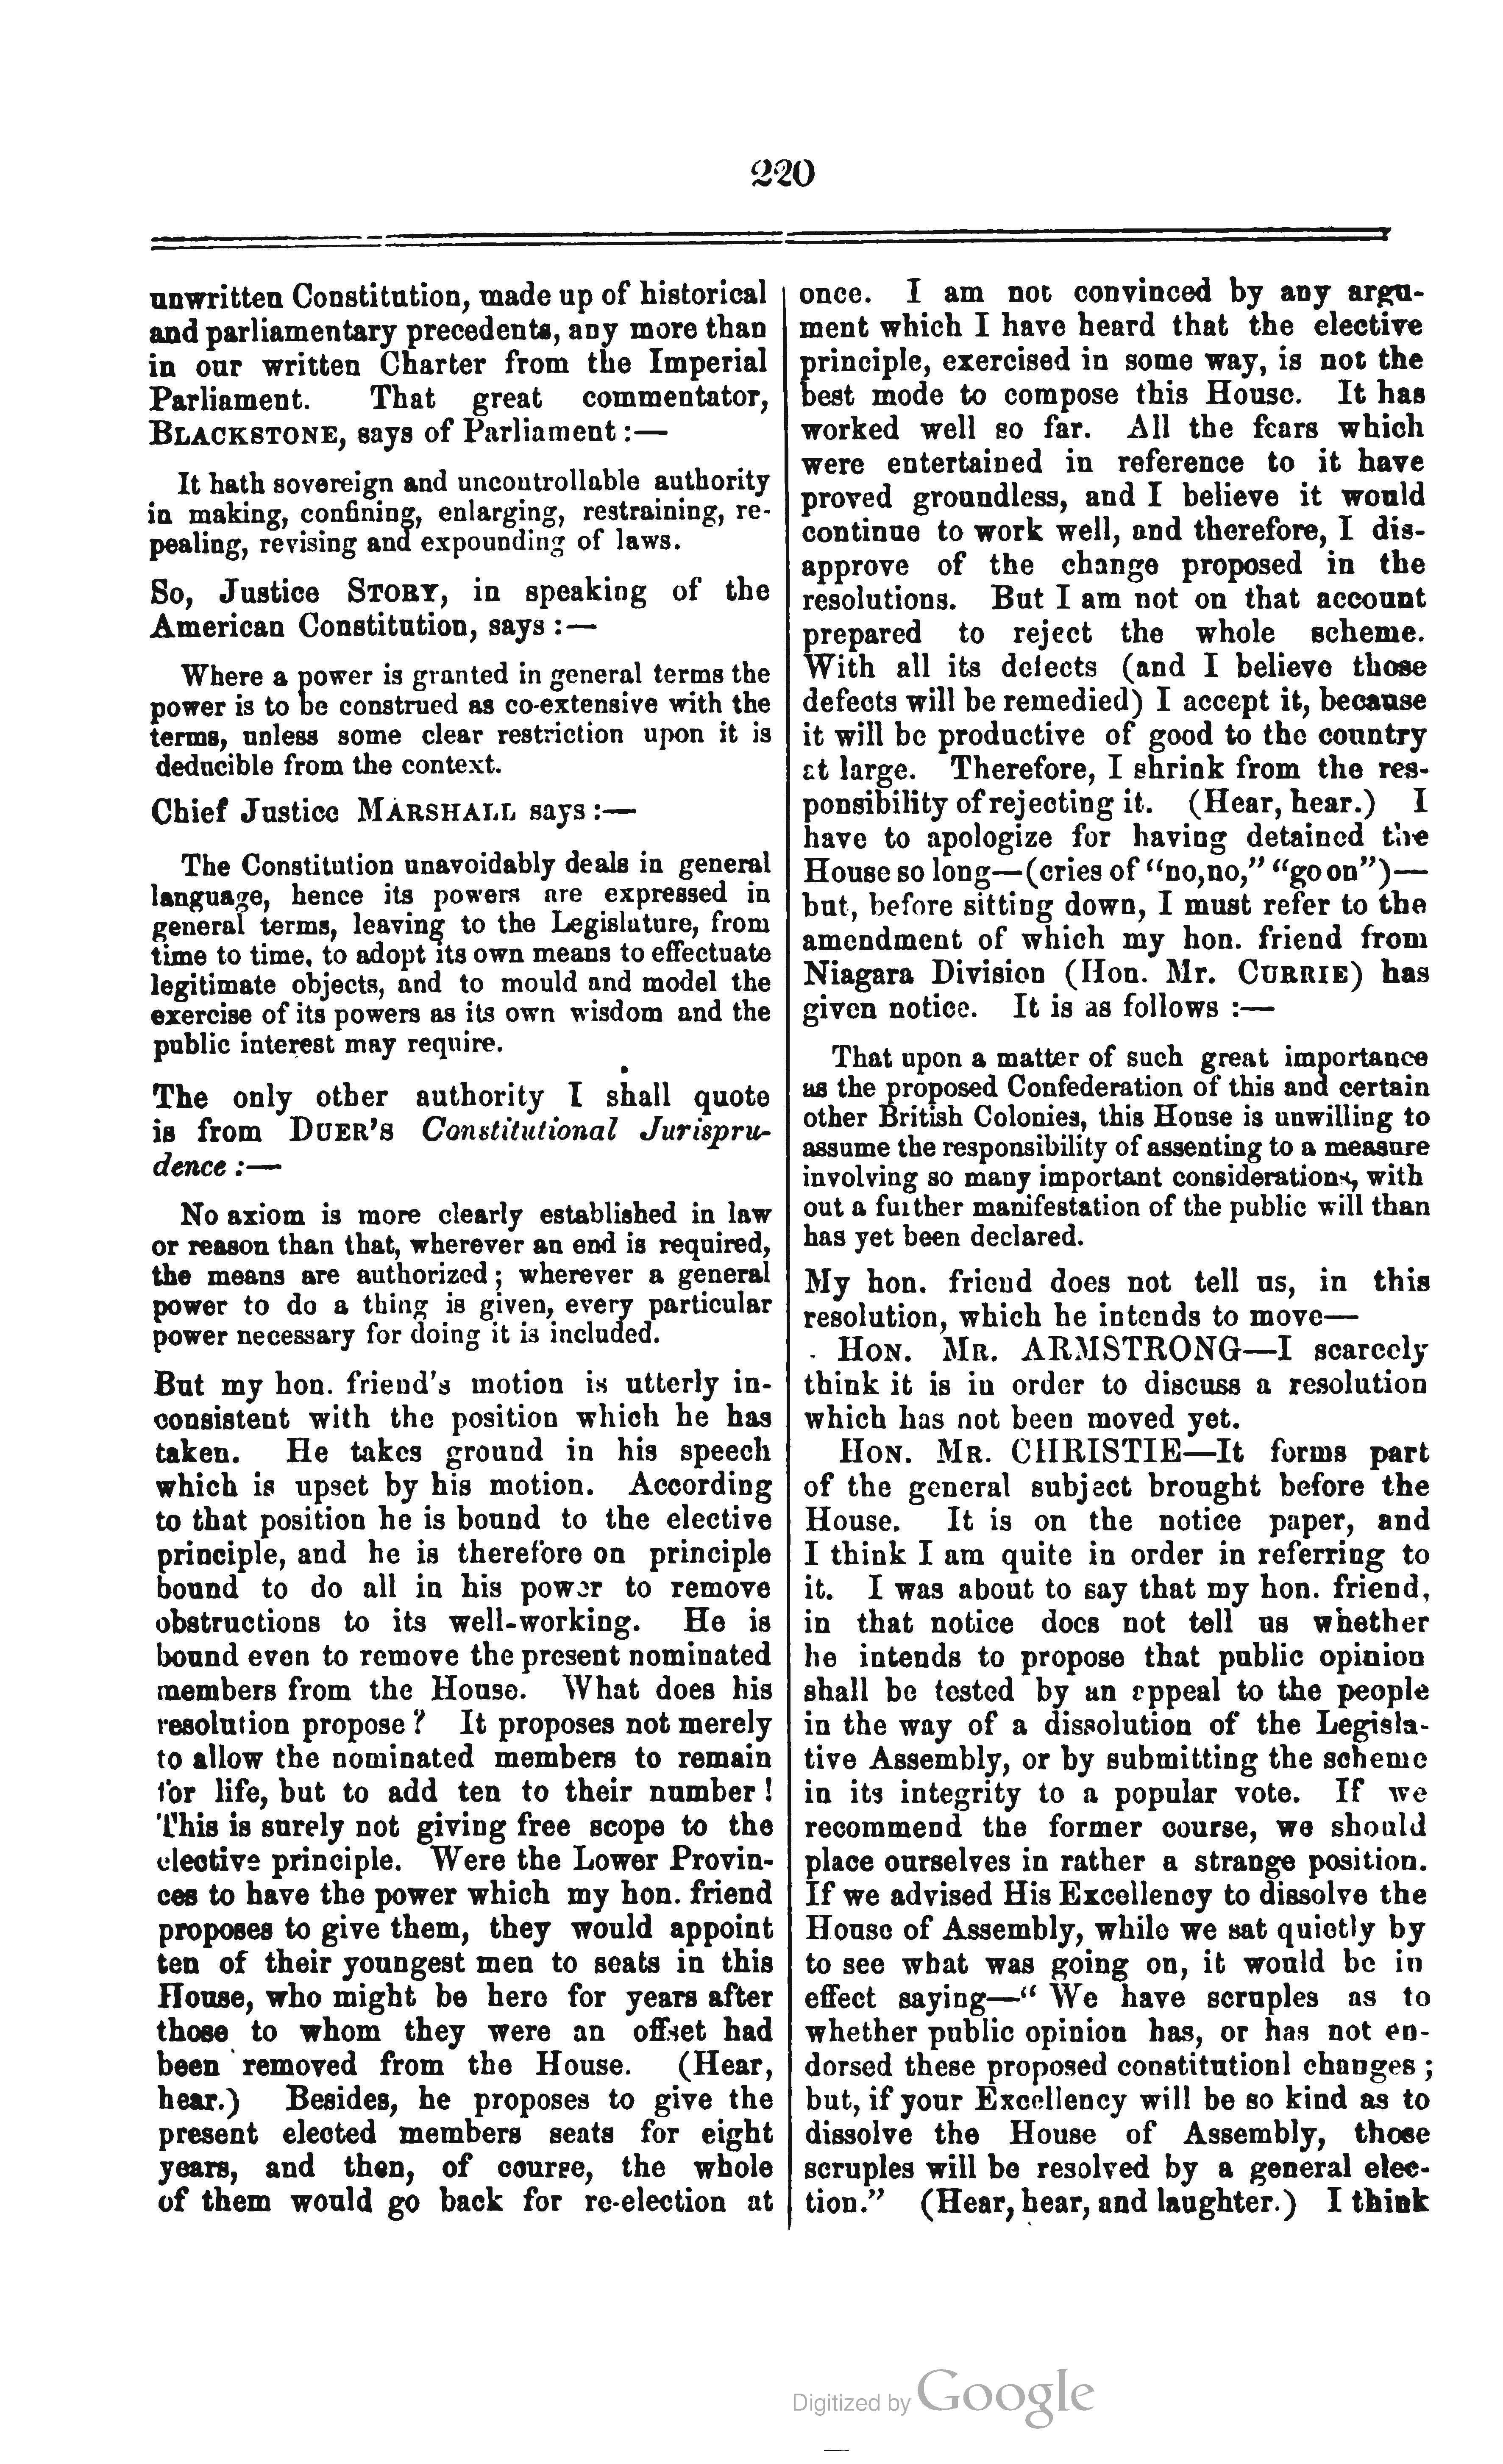 220
unwritten Constitution, made up of historical
and parliamentary precedents, any more than
in our written Charter from the Imperial
Parliament. That great commentator,
BLACKSTONE, says of Parliament :—
It hath sovereign and uncontrollable authority
in making, confining, enlarging, restraining, re-
pealing, revising and expounding of laws.
So, Justice STORY, in speaking of the
American Constitution, says :—
Where a power is granted in general terms the
power is to be construed as co-extensive with the
terms, unless some clear restriction upon it is
deducible from the context.
Chief Justice MARSHALL says :—
The Constitution unavoidably deals in general
language, hence its powers are expressed in
general terms, leaving to the Legislature, from
time to time, to adopt its own means to effectuate
legitimate objects, and to mould and model the
exercise of its powers as its own wisdom and the
public interest may require.
The only other authority I shall quote
is from DUER'S Constitutional Jurispru-
dence :—
No axiom is more clearly established in law
or reason than that, wherever an end is required,
the means are authorized ; wherever a general
power to do a thing is given, every particular
power necessary for doing it is included.
But my hon. friend's motion is utterly in-
consistent with the position which he has
taken. He takes ground in his speech
which is upset by his motion. According
to that position he is bound to the elective
principle, and he is therefore on principle
bound to do all in his power to remove
obstructions to its well-working. He is
bound even to remove the present nominated
members from the House. What does his
resolution propose ? It proposes not merely
to allow the nominated members to remain
for life, but to add ten to their number !
This is surely not giving free scope to the
elective principle. Were the Lower Provin-
ces to have the power which my hon. friend
proposes to give them, they would appoint
ten of their youngest men to seats in this
House, who might be here for years after
those to whom they were an offset had
been removed from the House. (Hear,
hear.) Besides, he proposes to give the
present elected members seats for eight
years, and then, of course, the whole
of them would go back for re-election at
once. I am not convinced by any argu-
ment which I have heard that the elective
principle, exercised in some way, is not the
best mode to compose this House. It has
worked well so far. All the fears which
were entertained in reference to it have
proved groundless, and I believe it would
continue to work well, and therefore, I dis-
approve of the change proposed in the
resolutions. But I am not on that account
prepared to reject the whole scheme.
With all its defects (and I believe those
defects will be remedied) I accept it, because
it will be productive of good to the country
at large. Therefore, I shrink from the res-
ponsibility of rejecting it. (Hear, hear.) I
have to apologize for having detained the
House so long—(cries of "no, no," "go on")—
but, before sitting down, I must refer to the
amendment of which my hon. friend from
Niagara Division (Hon. Mr. CURRIE) has
given notice. It is as follows :—
That upon a matter of such great importance
as the proposed Confederation of this and certain
other British Colonies, this House is unwilling to
assume the responsibility of assenting to a measure
involving so many important considerations, with
out a further manifestation of the public will than
has yet been declared.
My hon. friend does not tell us, in this
resolution, which he intends to move—
HON. MR. ARMSTRONG—I scarcely
think it is in order to discuss a resolution
which has not been moved yet.
HON. MR. CHRISTIE—It forms part
of the general subject brought before the
House. It is on the notice paper, and
I think I am quite in order in referring to
it. I was about to say that my hon. friend,
in that notice does not tell us whether
he intends to propose that public opinion
shall be tested by an appeal to the people
in the way of a dissolution of the Legisla-
tive Assembly, or by submitting the scheme
in its integrity to a popular vote. If we
recommend the former course, we should
place ourselves in rather a strange position.
If we advised His Excellency to dissolve the
House of Assembly, while we sat quietly by
to see what was going on, it would be in
effect saying—" We have scruples as to
whether public opinion has, or has not en-
dorsed these proposed constitutionl changes ;
but, if your Excellency will be so kind as to
dissolve the House of Assembly, those
scruples will be resolved by a general elec-
tion." (Hear, hear, and laughter.) I think
Digitized by Google